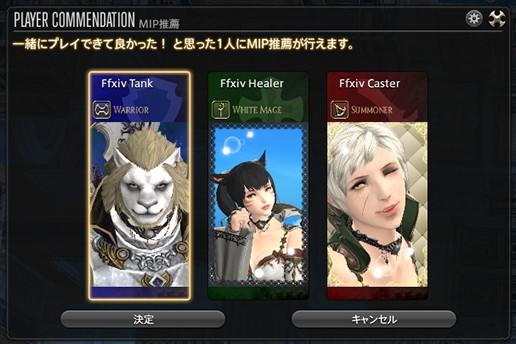 PLAYER COMMENDATION MIP推薦
一緒にプレイできて良かった！ と思った1人にMIP推薦が行えます。
Ffxiv Tank
WARRIOR
Ffxiv Healer
WHITE MAGE
Ffxiv Caster
SUMMONER
決定
キャンセル